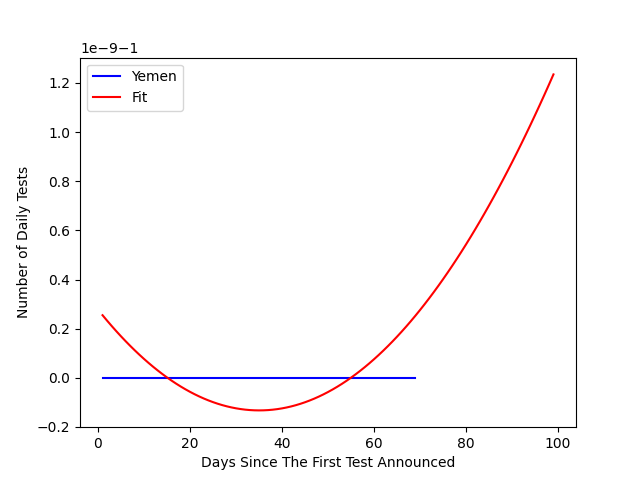 1e−9−1
Yemen
Fit
1.2
1.0
0.8
0.6
0.4
0.2
0.0
−0.2
Number of Daily Tests
0 20 40 60 80 100
Days Since The First Test Announced